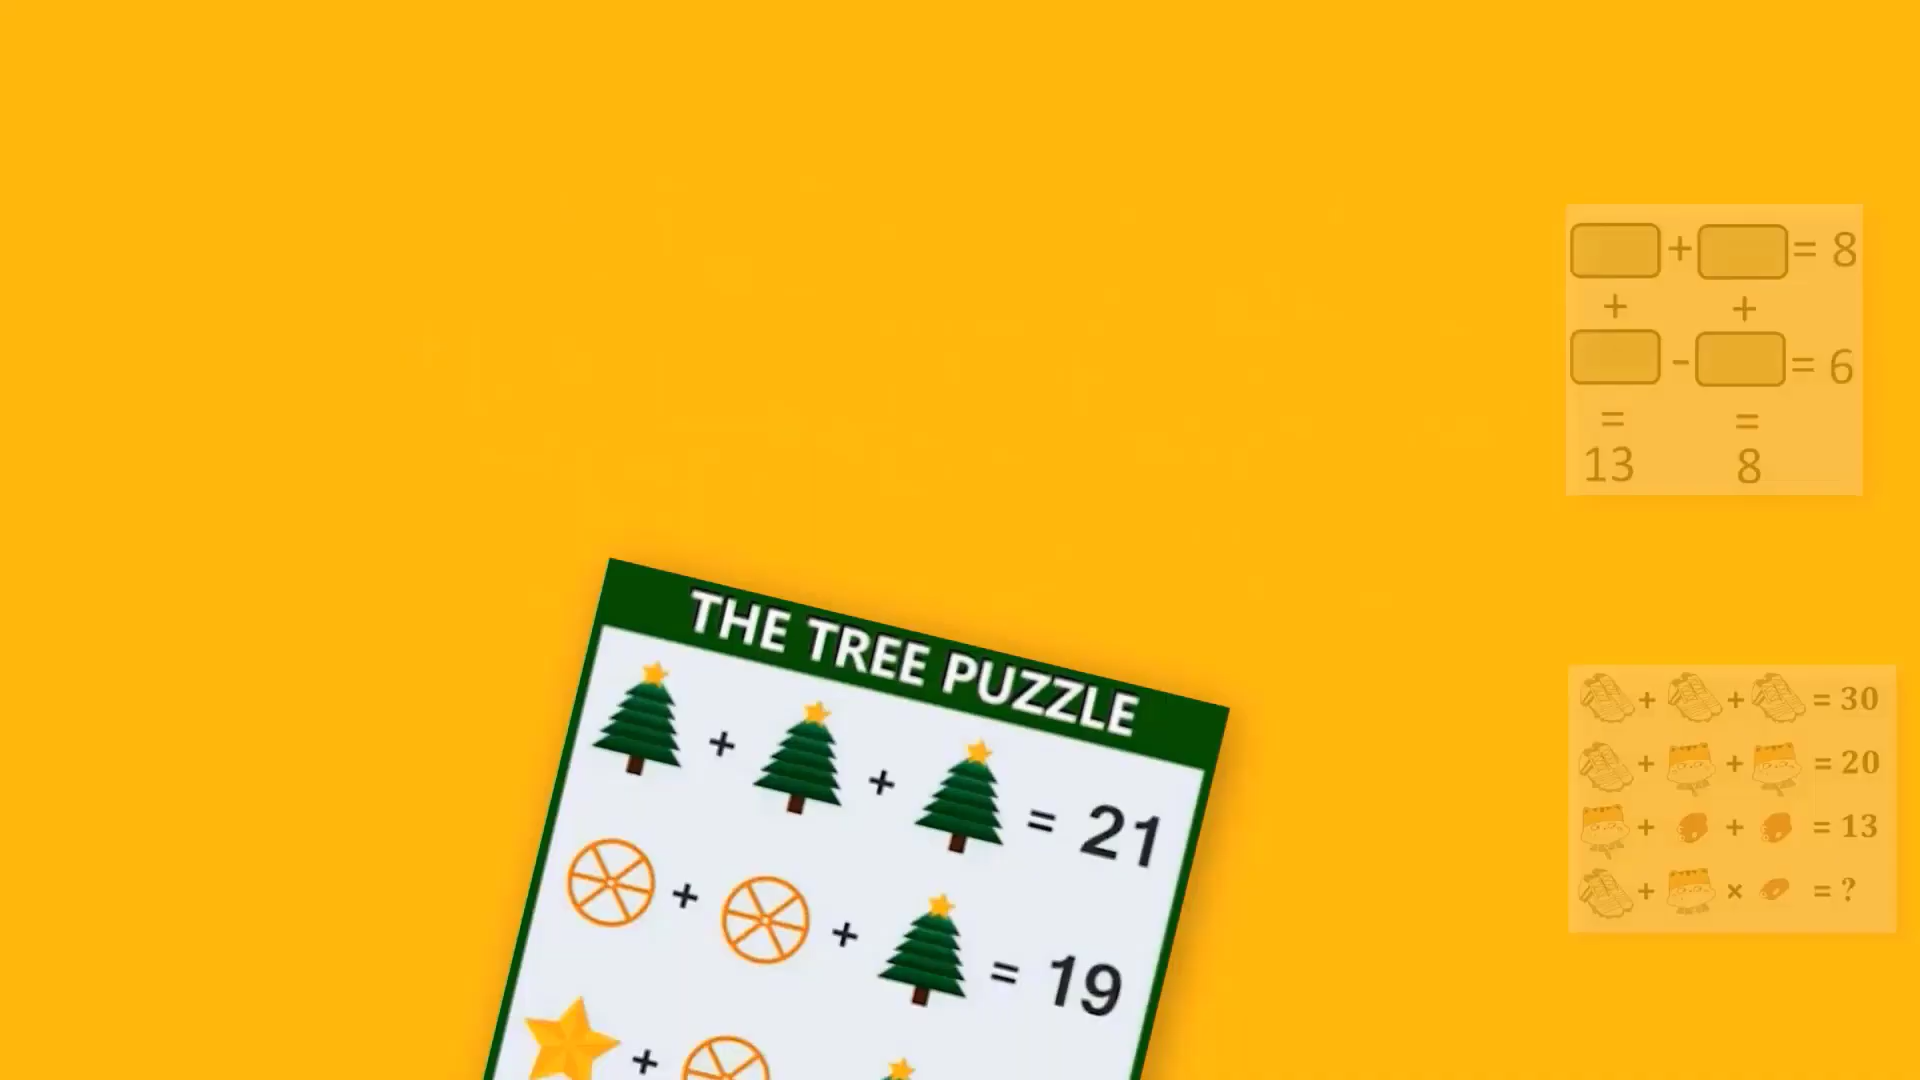 THE TREE PUZZLE
+ + = 21
+ + = 19
+
+ = 8
+ +
- = 6
= =
13 8
+ + = 30
+ + = 20
+ + = 13
+ × = ?